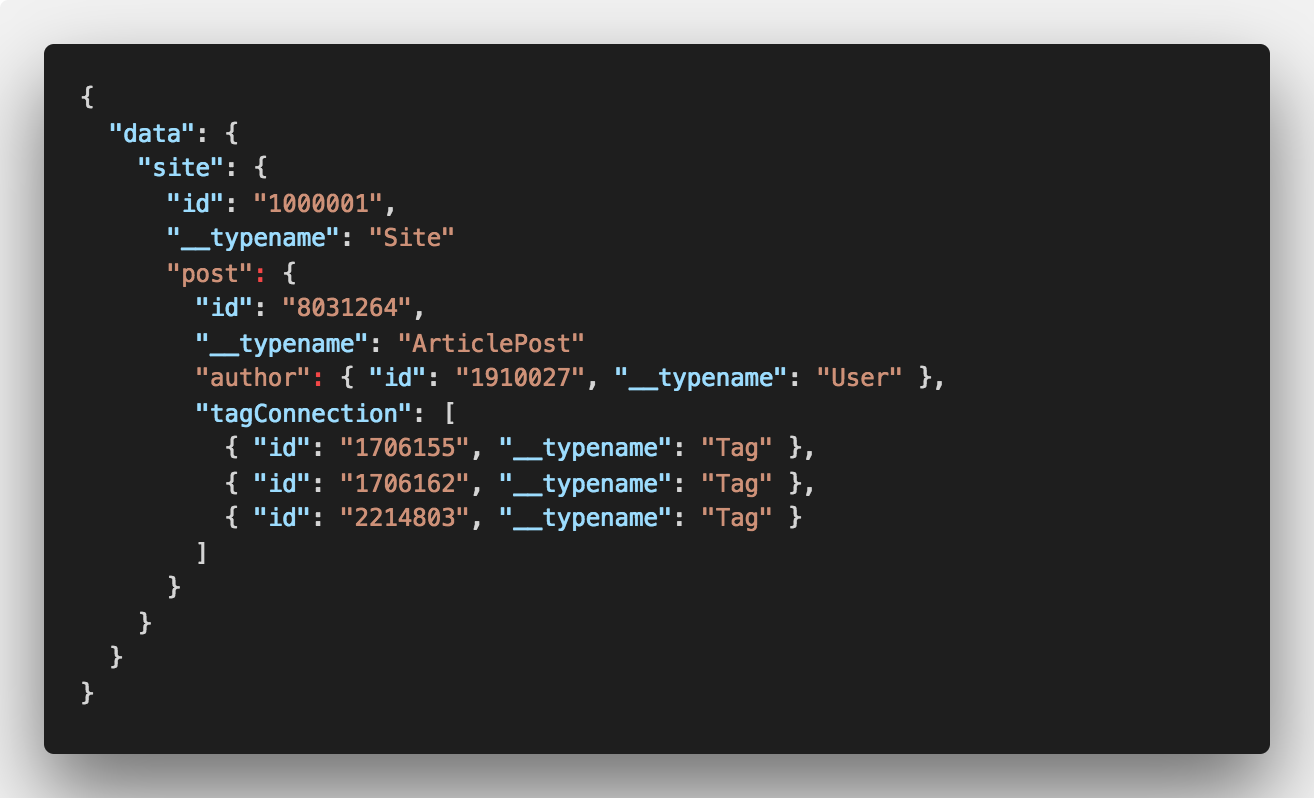 {
  "data": {
    "site": {
      "id": "1000001",
      "__typename": "Site"
      "post": {
        "id": "8031264",
        "__typename": "ArticlePost"
        "author": { "id": "1910027", "__typename": "User" },
        "tagConnection": [
          { "id": "1706155", "__typename": "Tag" },
          { "id": "1706162", "__typename": "Tag" },
          { "id": "2214803", "__typename": "Tag" }
        ]
      }
    }
  }
}